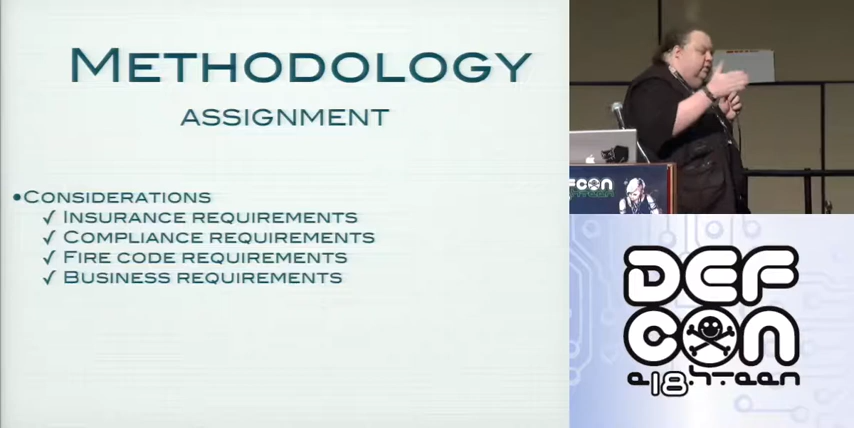 METHODOLOGY
ASSIGNMENT
•CONSIDERATIONS
✓ INSURANCE REQUIREMENTS
✓ COMPLIANCE REQUIREMENTS
✓ FIRE CODE REQUIREMENTS
✓ BUSINESS REQUIREMENTS
DEF
CON
e18hteen